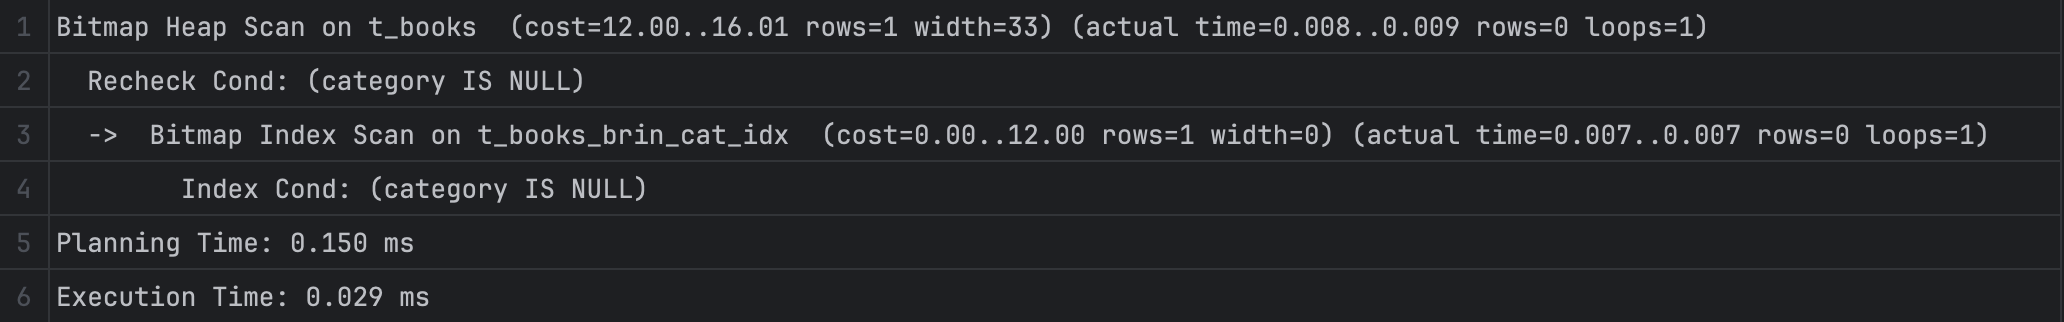 1 Bitmap Heap Scan on t_books  (cost=12.00..16.01 rows=1 width=33) (actual time=0.008..0.009 rows=0 loops=1)
2   Recheck Cond: (category IS NULL)
3   ->  Bitmap Index Scan on t_books_brin_cat_idx  (cost=0.00..12.00 rows=1 width=0) (actual time=0.007..0.007 rows=0 loops=1)
4         Index Cond: (category IS NULL)
5 Planning Time: 0.150 ms
6 Execution Time: 0.029 ms